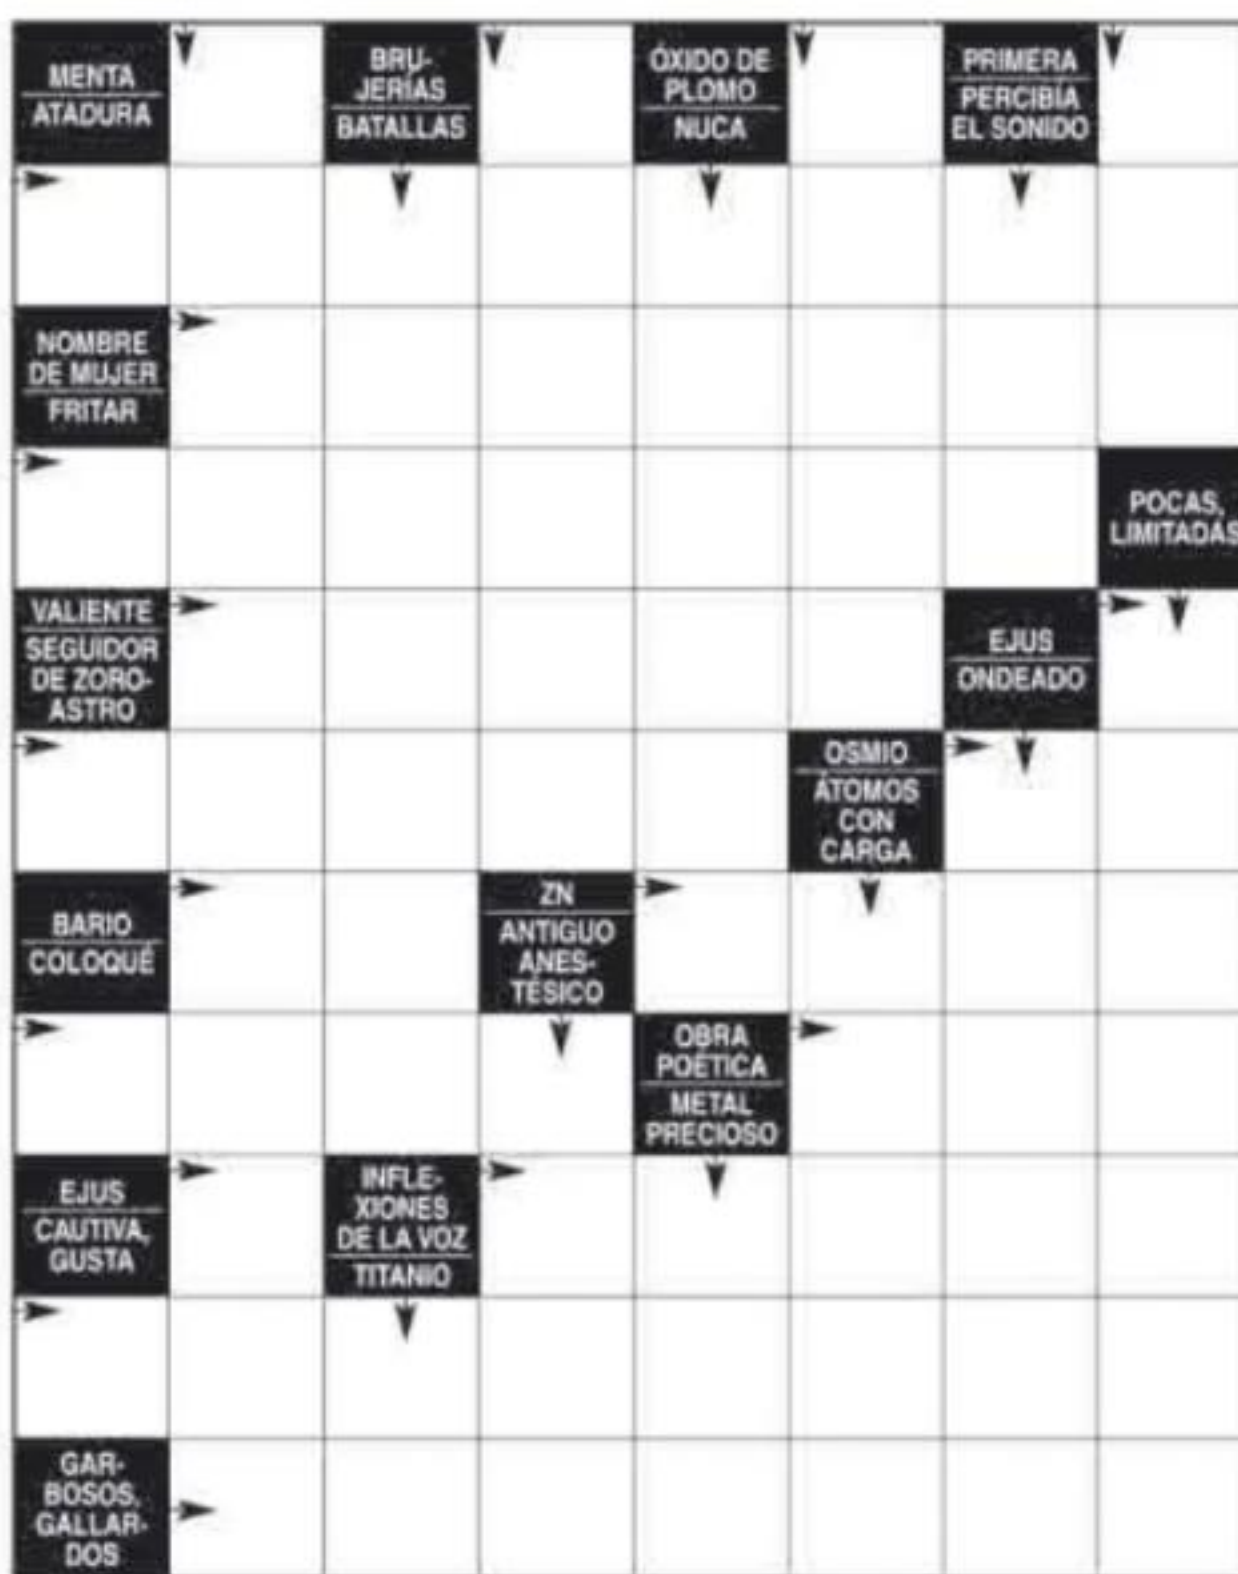 MENTA
ATADURA
BRU-
JERÍAS
BATALLAS
ÓXIDO DE
PLOMO
NUCA
PRIMERA
PERCIBÍA
EL SONIDO
NOMBRE
DE MUJER
FRITAR
POCAS,
LIMITADAS
VALIENTE
SEGUIDOR
DE ZORO-
ASTRO
EJUS
ONDEADO
OSMIO
ÁTOMOS
CON
CARGA
BARIO
COLOQUÉ
ZN
ANTIGUO
ANES-
TÉSICO
OBRA
POÉTICA
METAL
PRECIOSO
EJUS
CAUTIVA,
GUSTA
INFLE-
XIONES
DE LA VOZ
TITANIO
GAR-
BOSOS,
GALLAR-
DOS